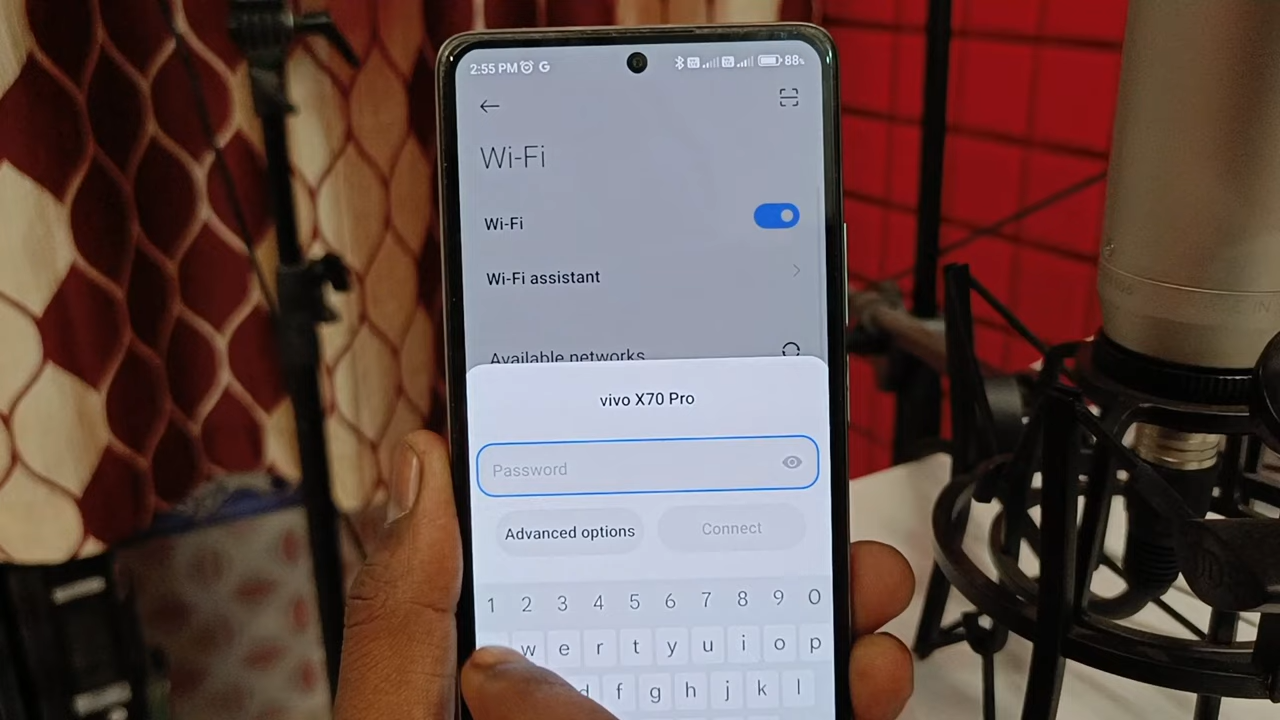 2:55 PM G 88%
Wi-Fi
Wi-Fi
Wi-Fi assistant
Available networks
vivo X70 Pro
Password
Advanced options Connect
1 2 3 4 5 6 7 8 9 0
w e r t y u i o p
d f g h j k l